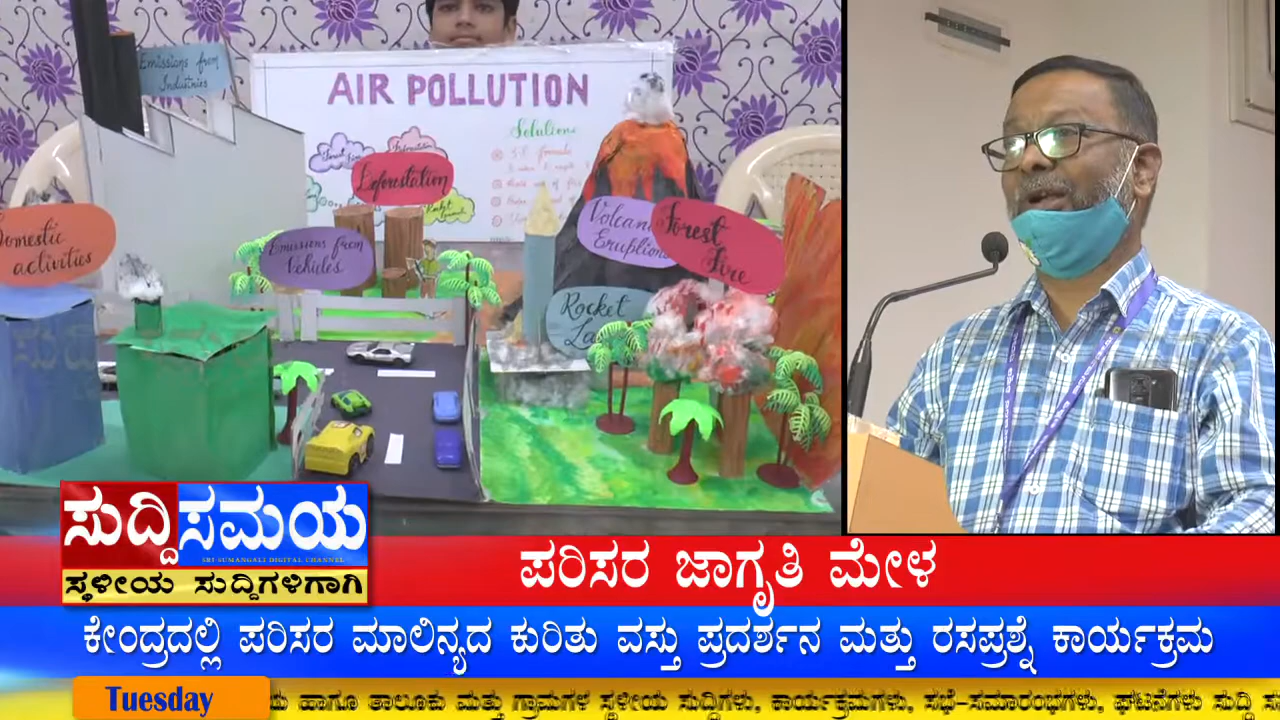 Emissions from
Industries
AIR POLLUTION
Solution
Deforestation
Domestic
activities
Emissions from
Vehicles
Volcanic
Eruptions
Forest
Fire
Rocket
ಸುದ್ದಿ ಸಮಯ
SRI SUMANGALI DIGITAL CHANNEL
ಸ್ಥಳೀಯ ಸುದ್ದಿಗಳಿಗಾಗಿ
ಪರಿಸರ ಜಾಗೃತಿ ಮೇಳ
ಕೇಂದ್ರದಲ್ಲಿ ಪರಿಸರ ಮಾಲಿನ್ಯದ ಕುರಿತು ವಸ್ತು ಪ್ರದರ್ಶನ ಮತ್ತು ರಸಪ್ರಶ್ನೆ ಕಾರ್ಯಕ್ರಮ
Tuesday ಯ ಹಾಗೂ ತಾಲೂಕು ಮತ್ತು ಗ್ರಾಮಗಳ ಸ್ಥಳೀಯ ಸುದ್ದಿಗಳು, ಕಾರ್ಯಕ್ರಮಗಳು, ಸಭೆ-ಸಮಾರಂಭಗಳು, ಘಟನೆಗಳು ಸುದ್ದಿ